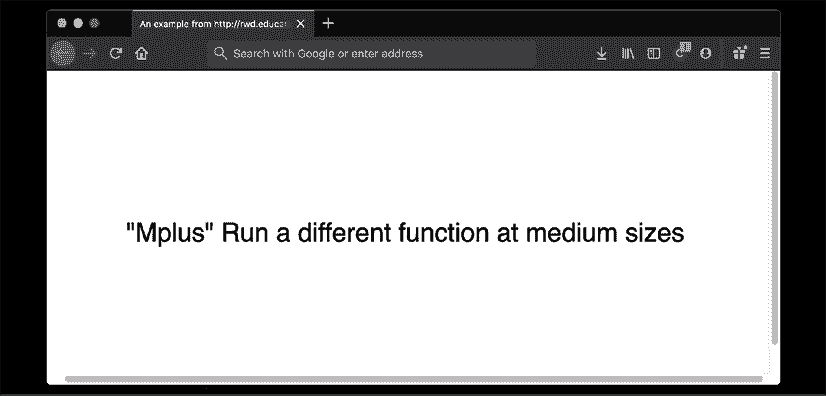 An example from http://rwd.educa
Search with Google or enter address
"Mplus" Run a different function at medium sizes